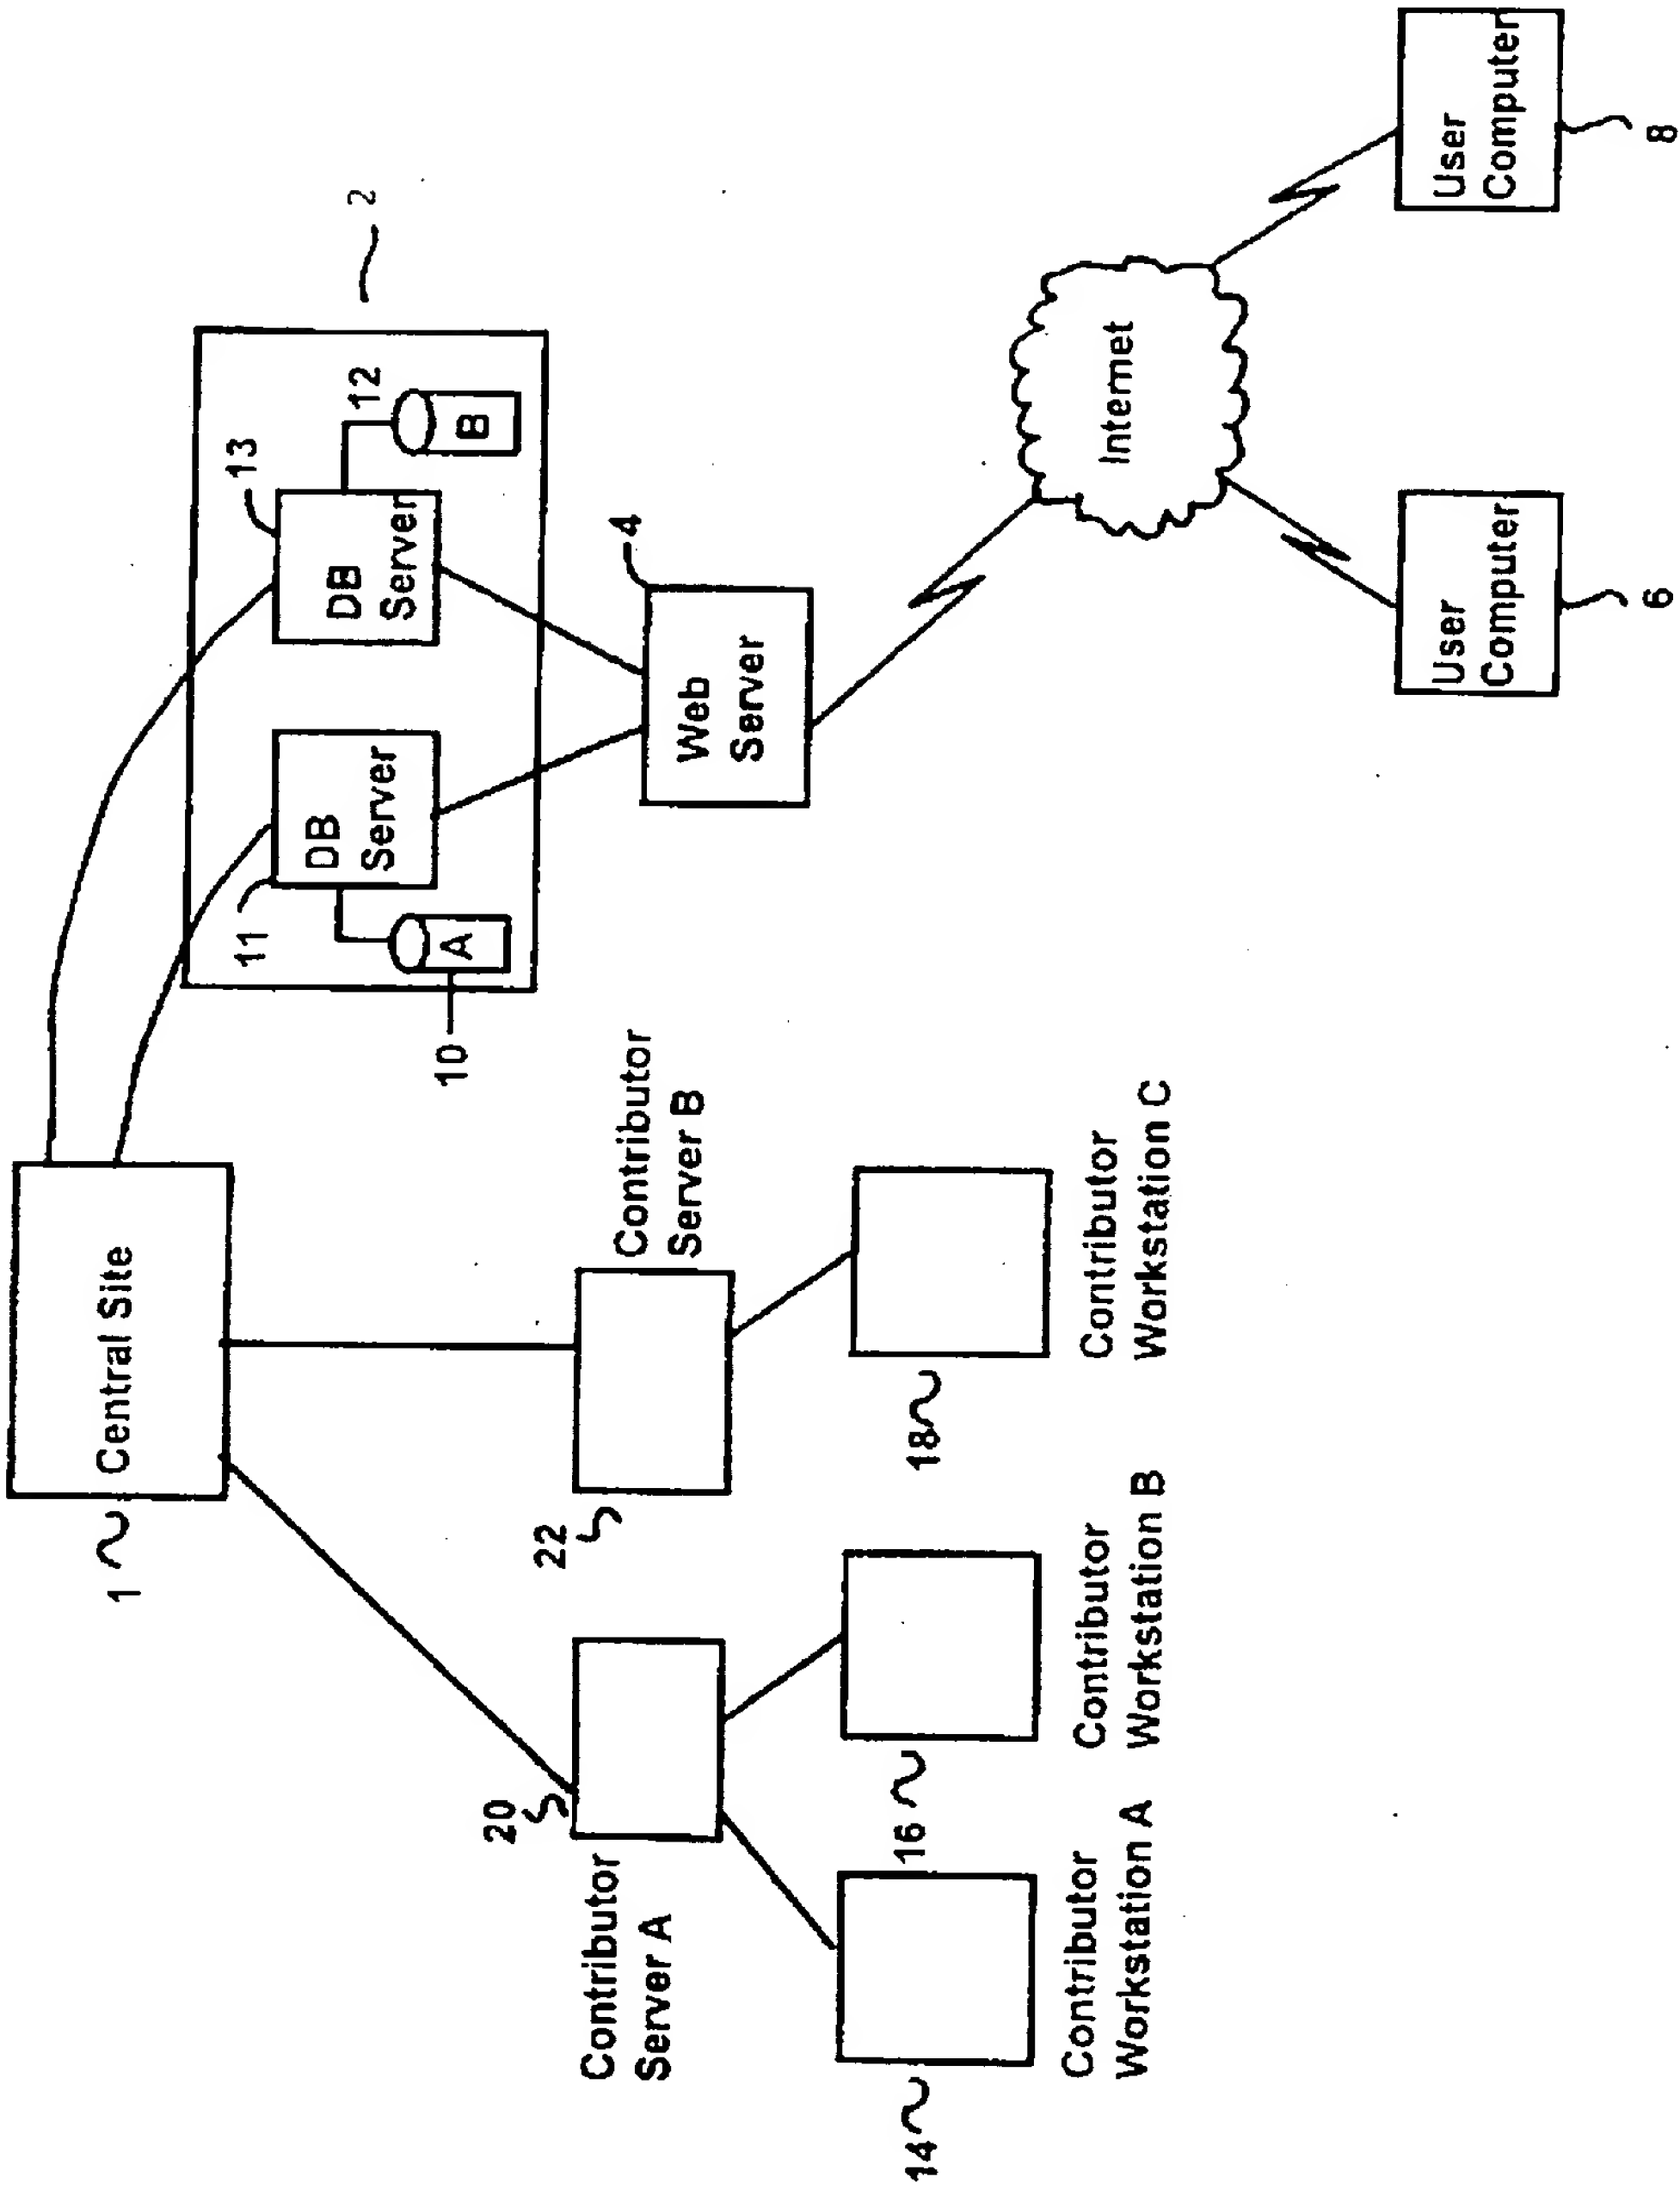 1
Central Site
2
13
DB
Server
12
B
11
DB
Server
A
10
4
Web
Server
Internet
User
Computer
6
User
Computer
8
20
Contributor
Server A
22
Contributor
Server B
14
Contributor
Workstation A
16
Contributor
Workstation B
18
Contributor
Workstation C